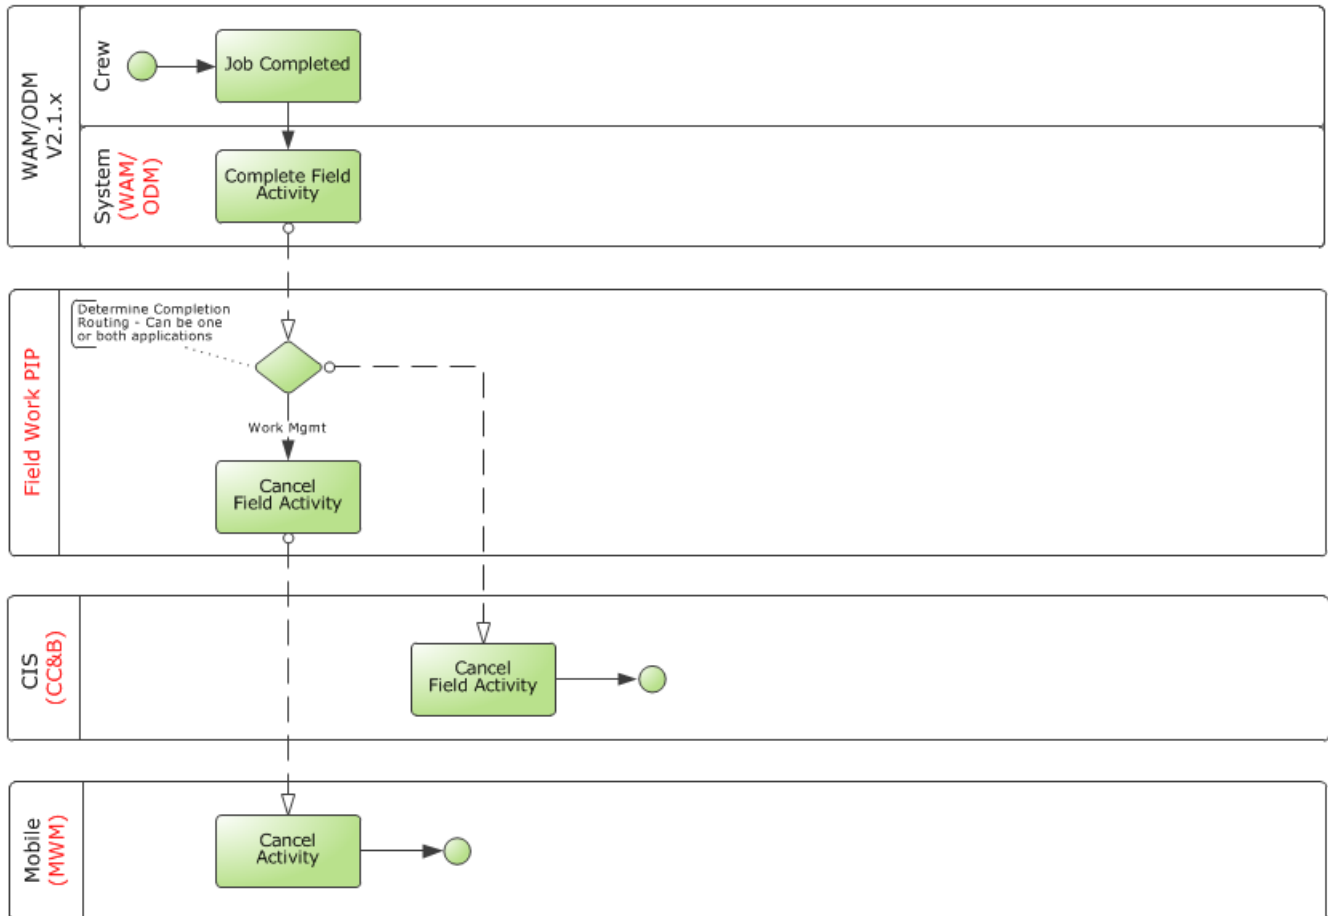 WAM/ODM
V2.1.x
Crew
Job Completed
System
(WAM/
ODM)
Complete Field
Activity
Field Work PIP
Determine Completion
Routing - Can be one
or both applications
Work Mgmt
Cancel
Field Activity
CIS
(CC&B)
Cancel
Field Activity
Mobile
(MWM)
Cancel
Activity